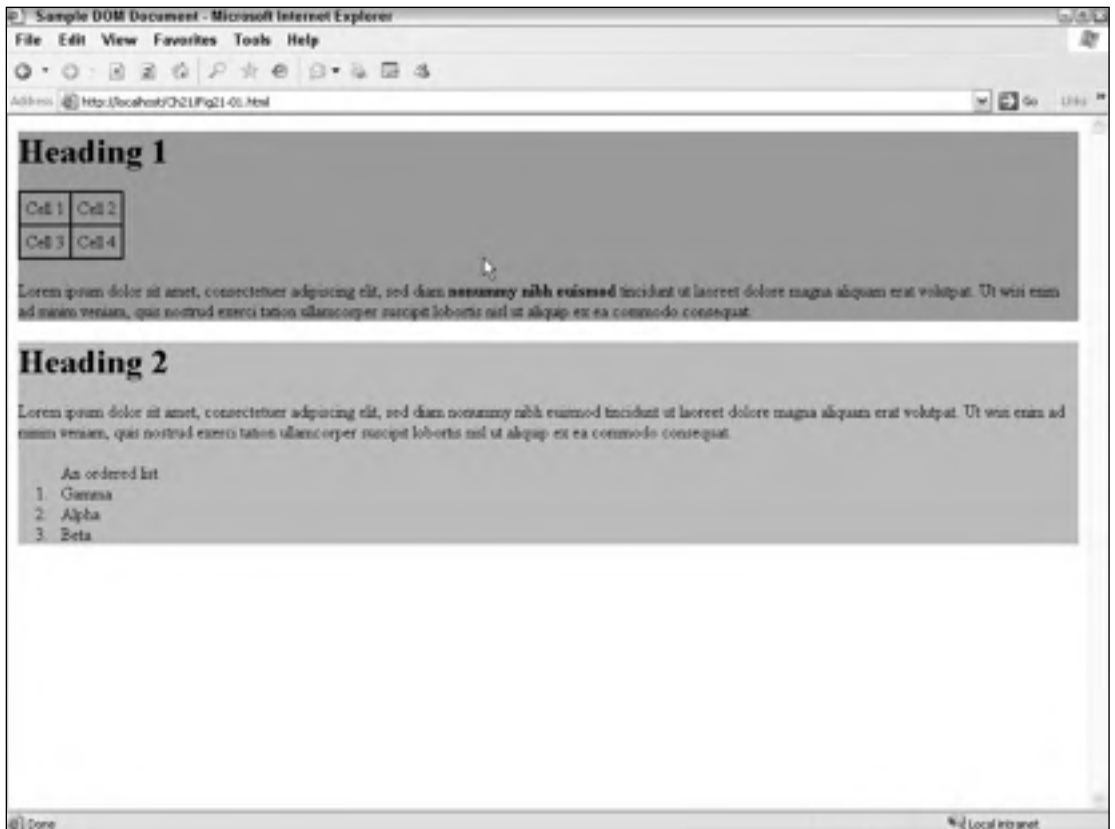 Sample DOM Document - Microsoft Internet Explorer
File Edit View Favorites Tools Help
Address http://localhost/Ch21/Fig21-01.html Go Links
Heading 1
Cell 1 Cell 2
Cell 3 Cell 4
Lorem ipsum dolor sit amet, consectetuer adipiscing elit, sed diam nonummy nibh euismod tincidunt ut laoreet dolore magna aliquam erat volutpat. Ut wisi enim
ad minim veniam, quis nostrud exerci tation ullamcorper suscipit lobortis nisl ut aliquip ex ea commodo consequat.
Heading 2
Lorem ipsum dolor sit amet, consectetuer adipiscing elit, sed diam nonummy nibh euismod tincidunt ut laoreet dolore magna aliquam erat volutpat. Ut wisi enim ad
minim veniam, quis nostrud exerci tation ullamcorper suscipit lobortis nisl ut aliquip ex ea commodo consequat.
An ordered list
1. Gamma
2. Alpha
3. Beta
Done Local intranet